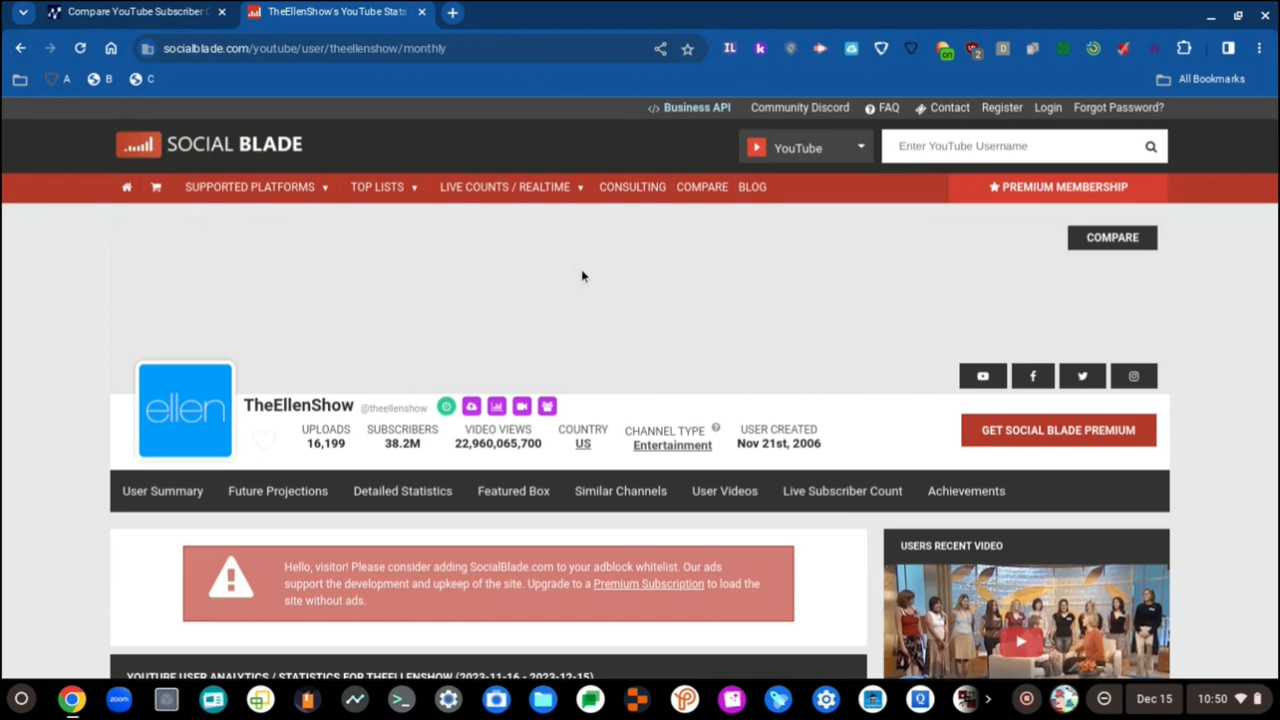 Compare YouTube Subscriber C
TheEllenShow's YouTube Stats
socialblade.com/youtube/user/theellenshow/monthly
A B C All Bookmarks
</> Business API Community Discord FAQ Contact Register Login Forgot Password?
SOCIAL BLADE YouTube Enter YouTube Username
SUPPORTED PLATFORMS TOP LISTS LIVE COUNTS / REALTIME CONSULTING COMPARE BLOG PREMIUM MEMBERSHIP
COMPARE
ellen
TheEllenShow @theellenshow
UPLOADS SUBSCRIBERS VIDEO VIEWS COUNTRY CHANNEL TYPE USER CREATED
16,199 38.2M 22,960,065,700 US Entertainment Nov 21st, 2006
GET SOCIAL BLADE PREMIUM
User Summary Future Projections Detailed Statistics Featured Box Similar Channels User Videos Live Subscriber Count Achievements
Hello, visitor! Please consider adding SocialBlade.com to your adblock whitelist. Our ads
support the development and upkeep of the site. Upgrade to a Premium Subscription to load the
site without ads.
USERS RECENT VIDEO
YOUTUBE USER ANALYTICS / STATISTICS FOR THEELLENSHOW (2023-11-16 - 2023-12-15)
zoom
Dec 15 10:50